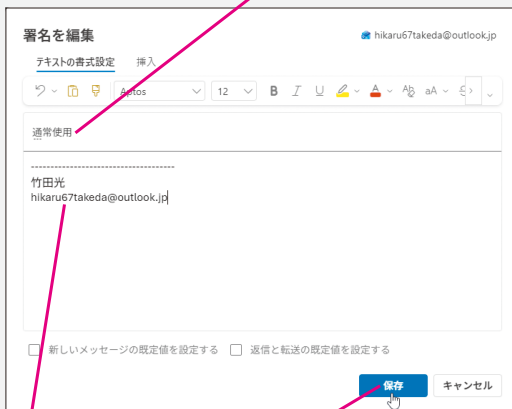 署名を編集
hikaru67takeda@outlook.jp
テキストの書式設定 挿入
Aptos 12 B I U A Ab aA S
通常使用
------------------------------------
竹田光
hikaru67takeda@outlook.jp
新しいメッセージの既定値を設定する 返信と転送の既定値を設定する
保存 キャンセル